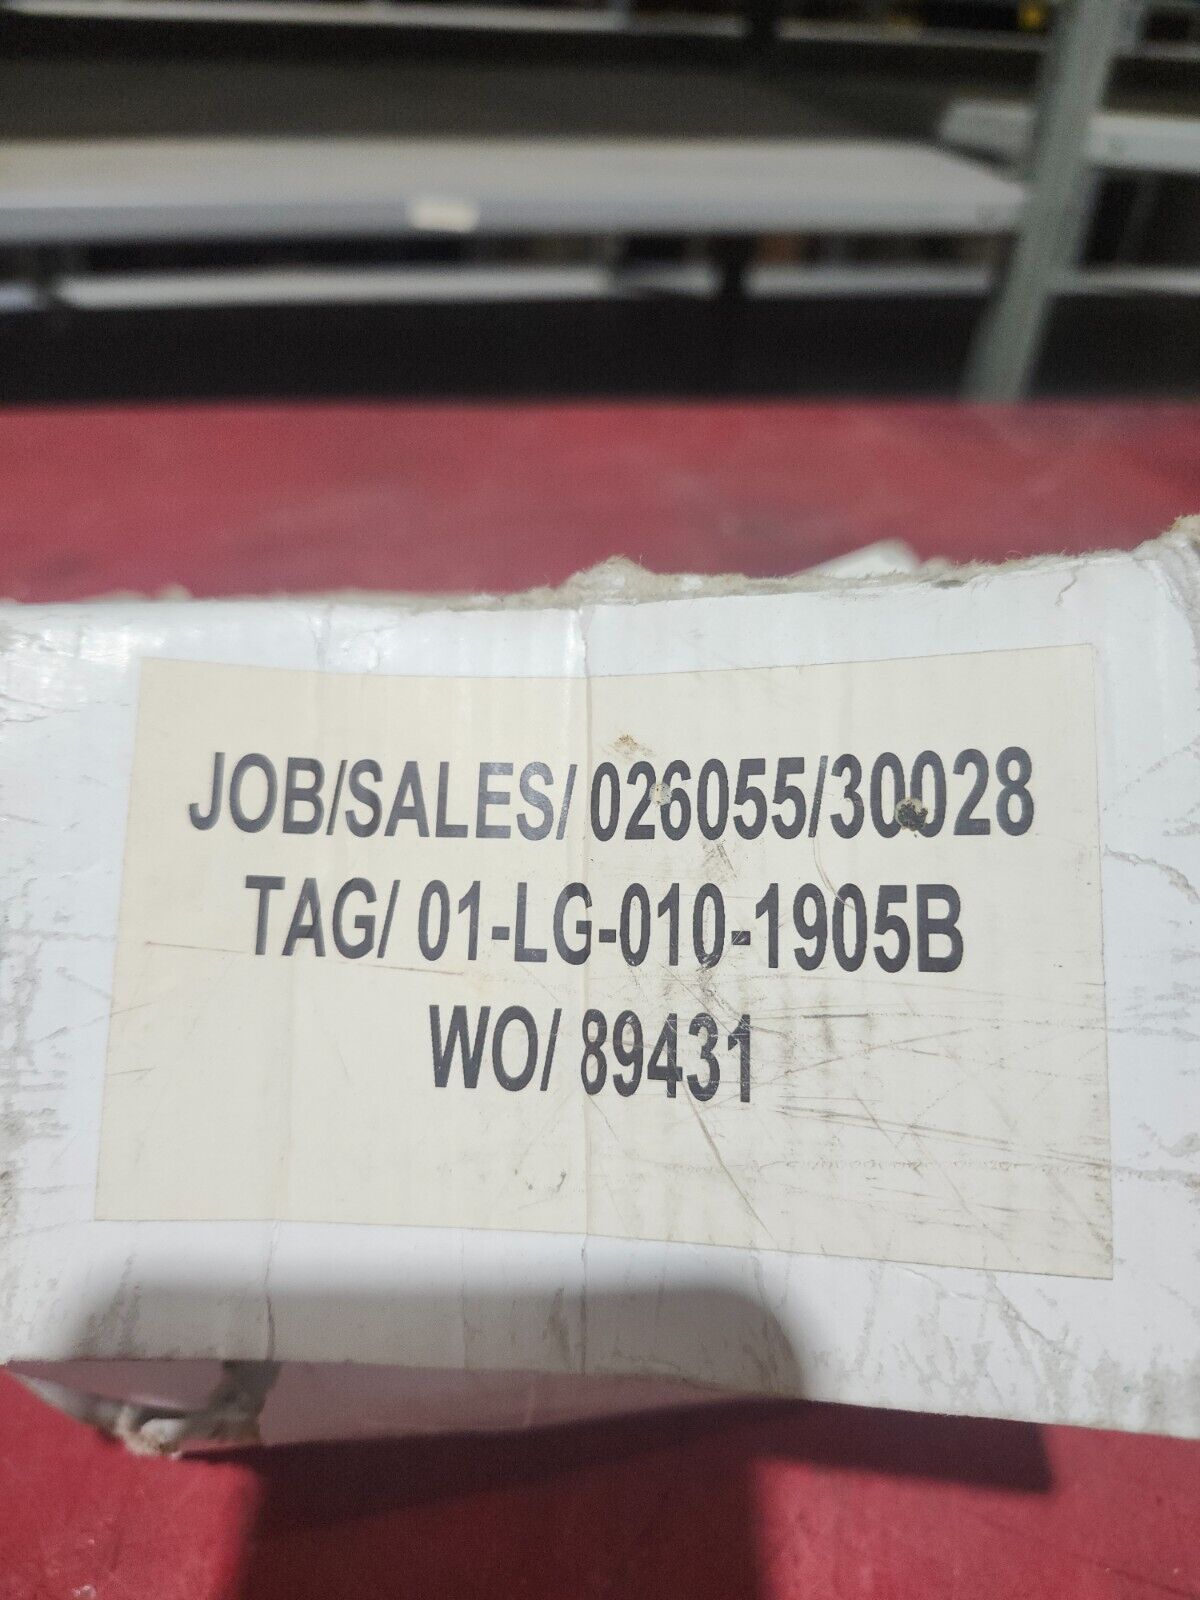 JOB/SALES/ 026055/30028
TAG/ 01-LG-010-1905B
WO/ 89431